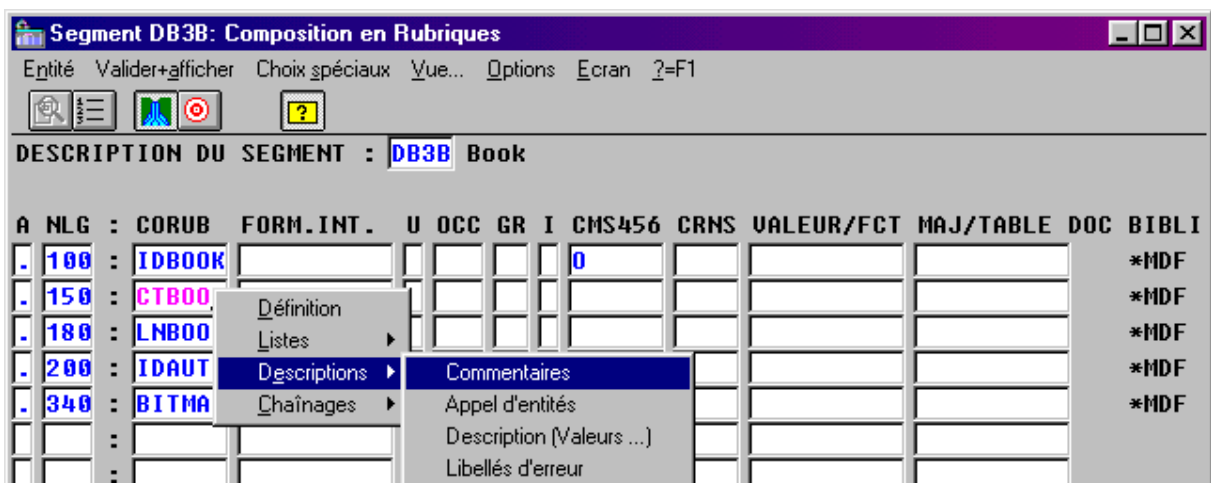 Segment DB3B: Composition en Rubriques
Entité Valider+afficher Choix spéciaux Vue... Options Ecran ?=F1
?
DESCRIPTION DU SEGMENT : DB3B Book
A NLG : CORUB FORM.INT. U OCC GR I CMS456 CRNS VALEUR/FCT MAJ/TABLE DOC BIBLI
. 100 : IDBOOK O *MDF
. 150 : CTBOO *MDF
Définition
. 180 : LNBOO *MDF
Listes
. 200 : IDAUT *MDF
Descriptions Commentaires
. 340 : BITMA *MDF
Chaînages Appel d'entités
: Description (Valeurs ...)
: Libellés d'erreur